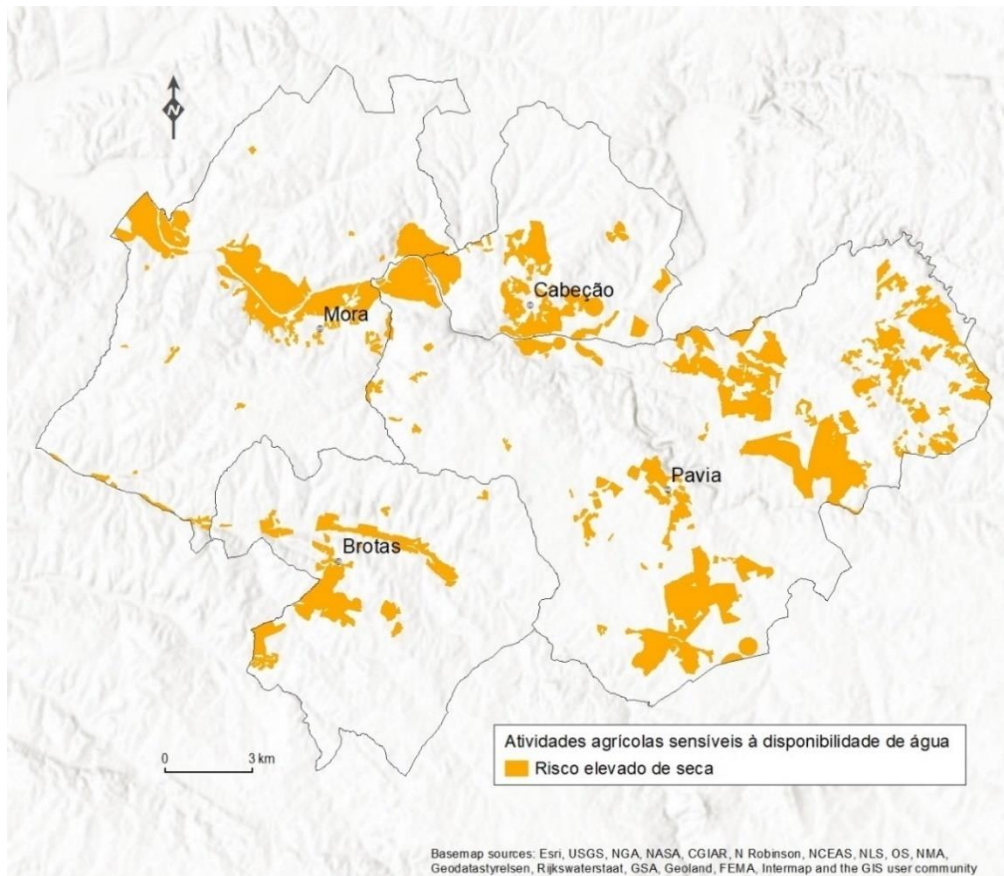 N
Cabeção
Mora
Pavia
Brotas
0 3 km
Atividades agrícolas sensíveis à disponibilidade de água
Risco elevado de seca
Basemap sources: Esri, USGS, NGA, NASA, CGIAR, N Robinson, NCEAS, NLS, OS, NMA,
Geodatastyrelsen, Rijkswaterstaat, GSA, Geoland, FEMA, Intermap and the GIS user community